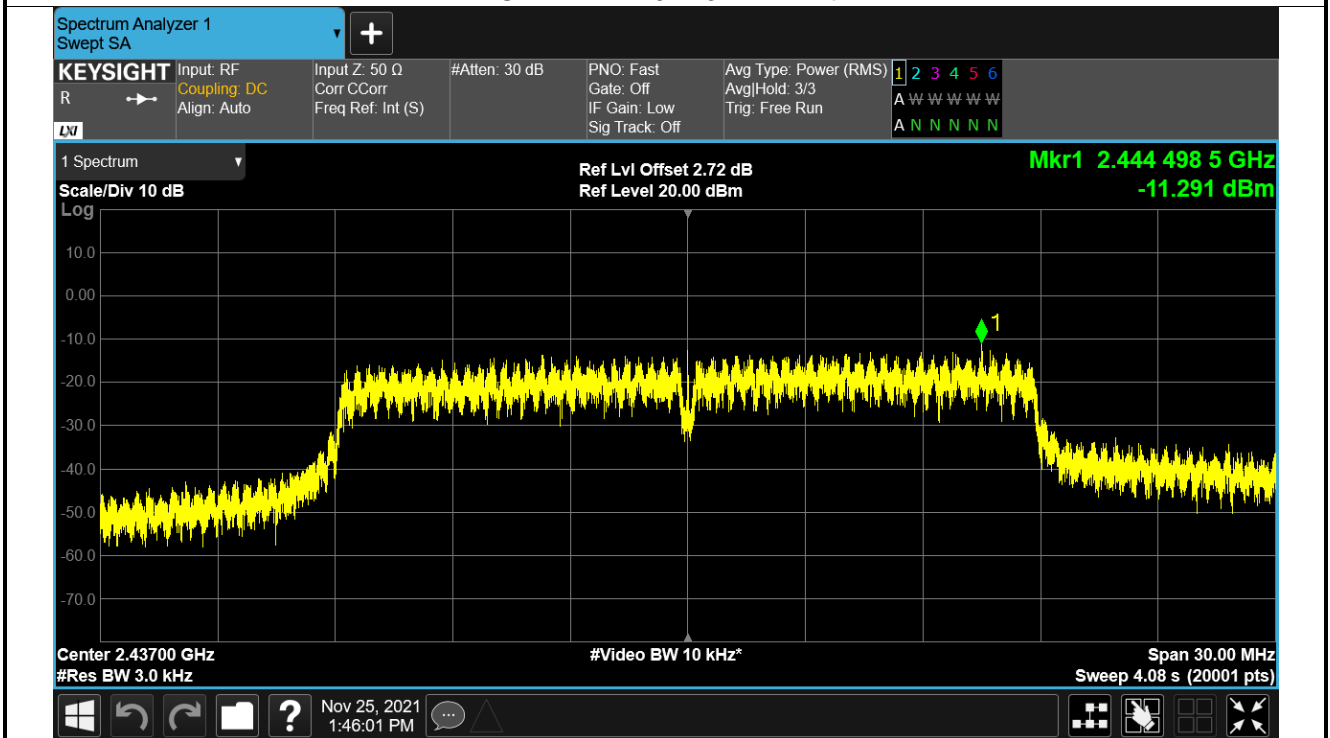 Spectrum Analyzer 1
Swept SA
KEYSIGHT
R
LXI
Input: RF
Coupling: DC
Align: Auto
Input Z: 50 Ω
Corr CCorr
Freq Ref: Int (S)
#Atten: 30 dB
PNO: Fast
Gate: Off
IF Gain: Low
Sig Track: Off
Avg Type: Power (RMS)
Avg|Hold: 3/3
Trig: Free Run
1 2 3 4 5 6
A W W W W W
A N N N N N
1 Spectrum
Scale/Div 10 dB
Ref Lvl Offset 2.72 dB
Ref Level 20.00 dBm
Mkr1 2.444 498 5 GHz
-11.291 dBm
Log
10.0
0.00
-10.0
-20.0
-30.0
-40.0
-50.0
-60.0
-70.0
1
Center 2.43700 GHz
#Res BW 3.0 kHz
#Video BW 10 kHz*
Span 30.00 MHz
Sweep 4.08 s (20001 pts)
?
Nov 25, 2021
1:46:01 PM